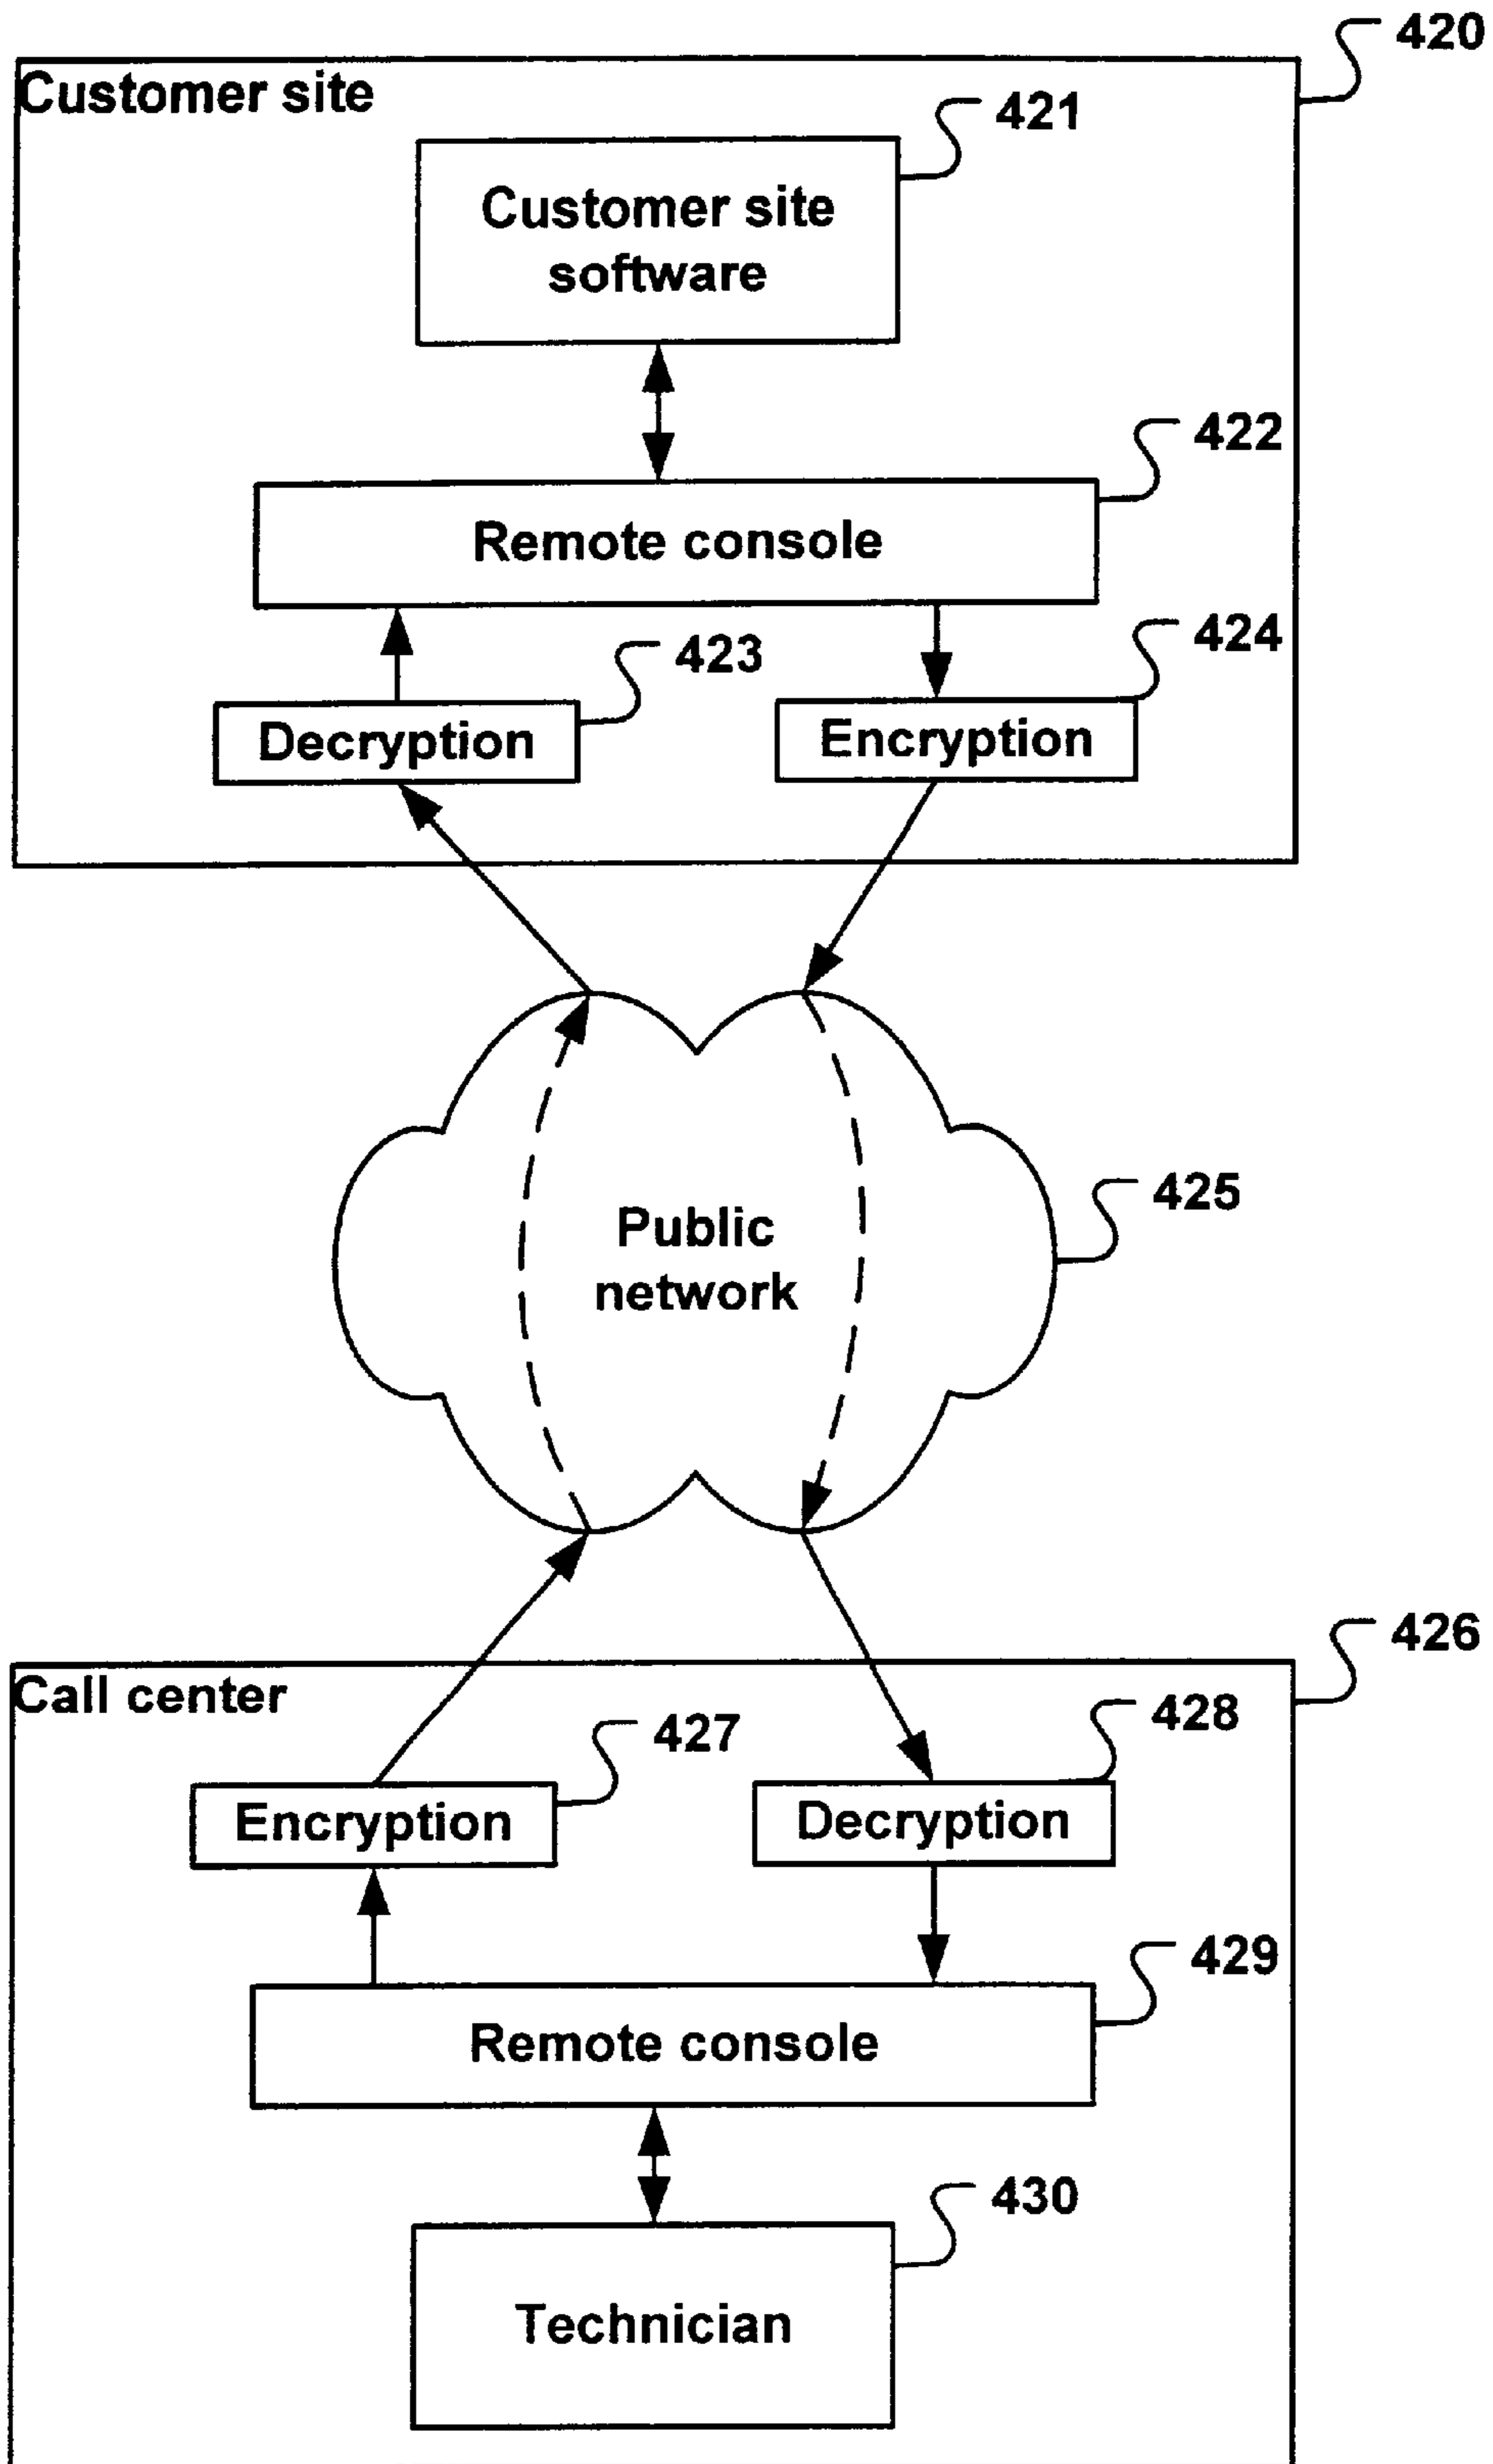 420
Customer site
421
Customer site
software
422
Remote console
423
424
Decryption
Encryption
425
Public
network
426
Call center
427
428
Encryption
Decryption
429
Remote console
430
Technician